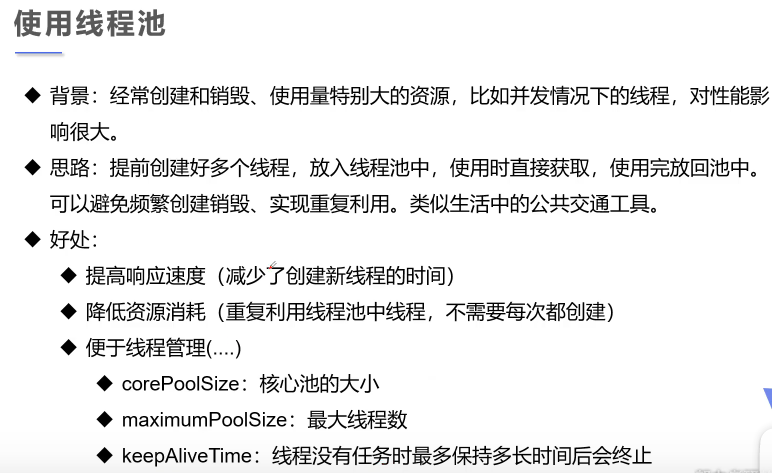 使用线程池
◆ 背景：经常创建和销毁、使用量特别大的资源，比如并发情况下的线程，对性能影
响很大。
◆ 思路：提前创建好多个线程，放入线程池中，使用时直接获取，使用完放回池中。
可以避免频繁创建销毁、实现重复利用。类似生活中的公共交通工具。
◆ 好处：
◆ 提高响应速度（减少了创建新线程的时间）
◆ 降低资源消耗（重复利用线程池中线程，不需要每次都创建）
◆ 便于线程管理(....)
◆ corePoolSize：核心池的大小
◆ maximumPoolSize：最大线程数
◆ keepAliveTime：线程没有任务时最多保持多长时间后会终止